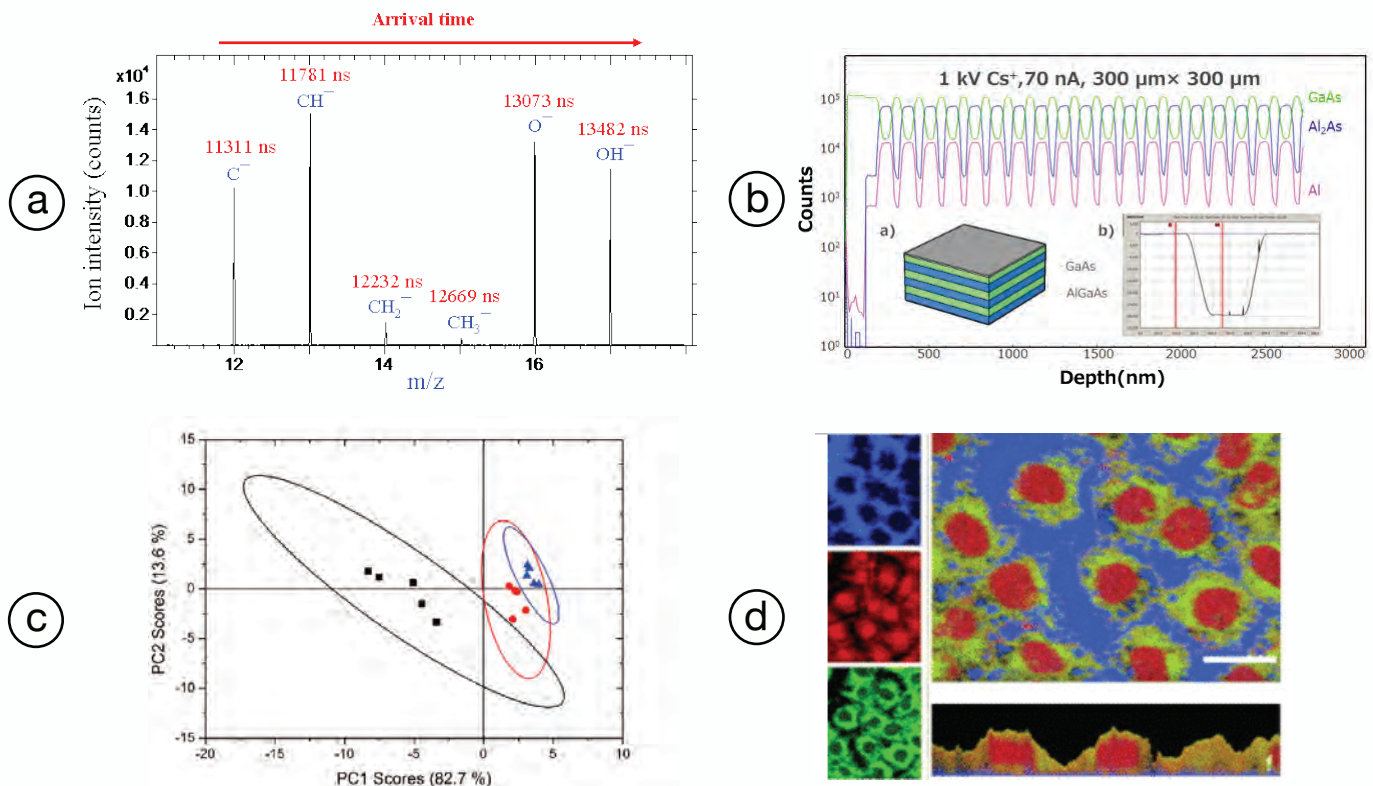 a
Arrival time
×10⁴
1.6
1.4
1.2
1.0
0.8
0.6
0.4
0.2
Ion intensity (counts)
11311 ns
C⁻
11781 ns
CH⁻
12232 ns
CH₂⁻
12669 ns
CH₃⁻
13073 ns
O⁻
13482 ns
OH⁻
12
14
16
m/z
b
1 kV Cs⁺,70 nA, 300 μm× 300 μm
10⁵
10⁴
10³
10²
10¹
10⁰
Counts
GaAs
Al₂As
Al
a)
GaAs
AlGaAs
b)
0
500
1000
1500
2000
2500
3000
Depth(nm)
c
15
10
5
0
-5
-10
-15
PC2 Scores (13.6 %)
-20
-15
-10
-5
0
5
10
PC1 Scores (82.7 %)
d